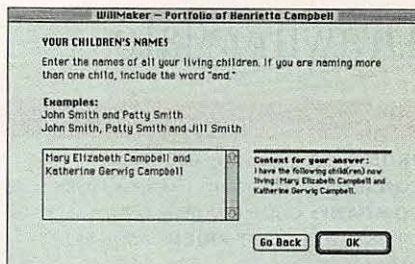 WillMaker – Portfolio of Henrietta Campbell
YOUR CHILDREN'S NAMES
Enter the names of all your living children. If you are naming more
than one child, include the word "and."
Examples:
John Smith and Patty Smith
John Smith, Patty Smith and Jill Smith
Mary Elizabeth Campbell and
Katherine Gerwig Campbell
Context for your answer:
I have the following child(ren) now
living: Mary Elizabeth Campbell and
Katherine Gerwig Campbell.
Go Back
OK